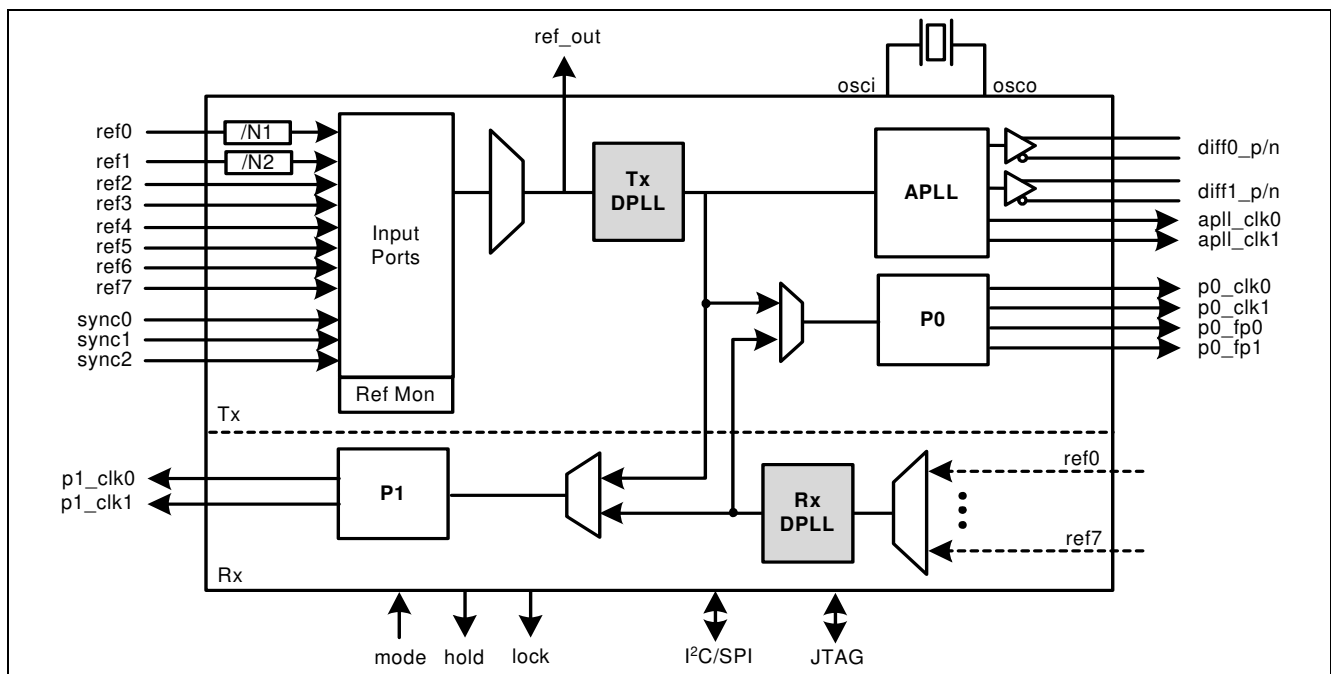 ref_out
osci
osco
ref0
/N1
ref1
/N2
ref2
ref3
ref4
ref5
ref6
ref7
sync0
sync1
sync2
Input
Ports
Ref Mon
Tx
DPLL
APLL
diff0_p/n
diff1_p/n
apll_clk0
apll_clk1
P0
p0_clk0
p0_clk1
p0_fp0
p0_fp1
Tx
p1_clk0
p1_clk1
P1
Rx
DPLL
ref0
ref7
Rx
mode
hold
lock
I²C/SPI
JTAG